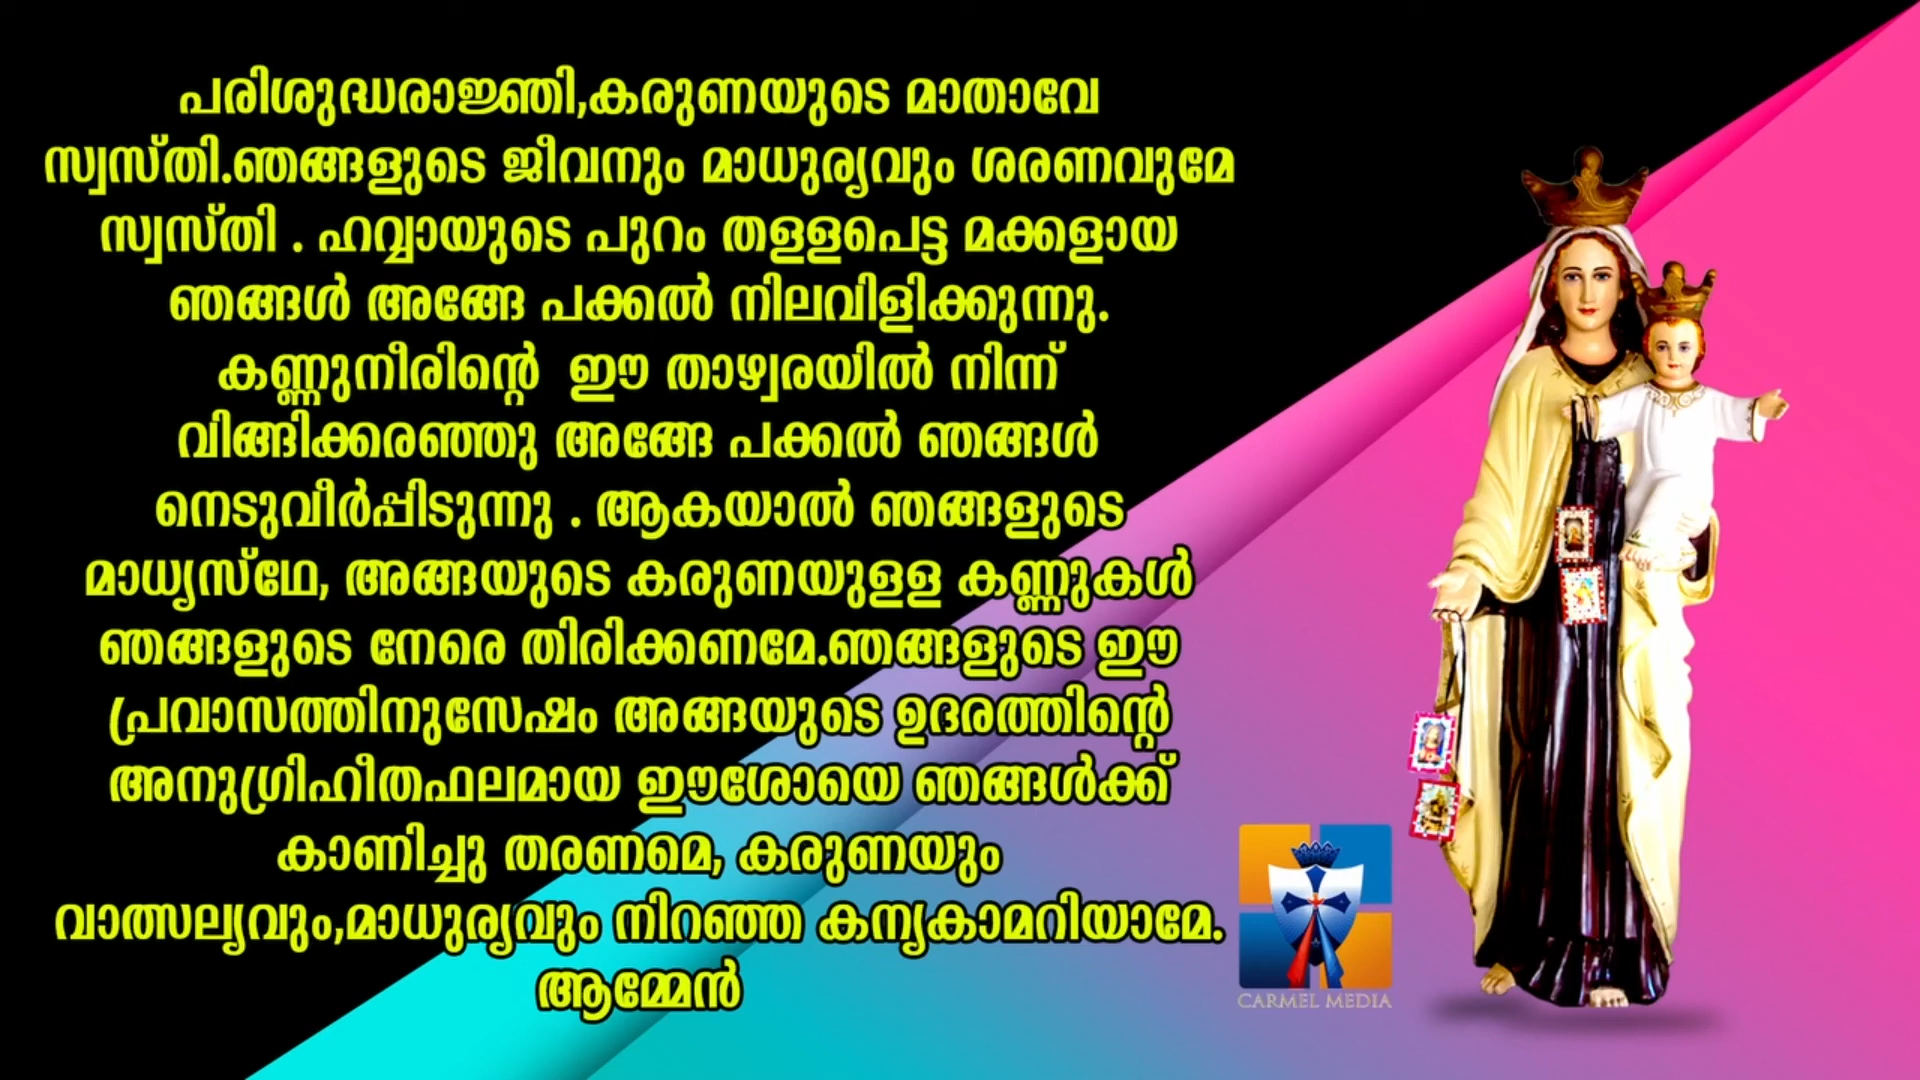 പരിശുദ്ധരാജ്ഞി,കരുണയുടെ മാതാവേ
സ്വസ്തി.ഞങ്ങളുടെ ജീവനും മാധുര്യവും ശരണവുമേ
സ്വസ്തി . ഹവ്വായുടെ പുറം തളളപെട്ട മക്കളായ
ഞങ്ങൾ അങ്ങേ പക്കൽ നിലവിളിക്കുന്നു.
കണ്ണുനീരിന്റെ ഈ താഴ്വരയിൽ നിന്ന്
വിങ്ങിക്കരഞ്ഞു അങ്ങേ പക്കൽ ഞങ്ങൾ
നെടുവീർപ്പിടുന്നു . ആകയാൽ ഞങ്ങളുടെ
മാധ്യസ്ഥേ, അങ്ങയുടെ കരുണയുളള കണ്ണുകൾ
ഞങ്ങളുടെ നേരെ തിരിക്കണമേ.ഞങ്ങളുടെ ഈ
പ്രവാസത്തിനുസേഷം അങ്ങയുടെ ഉദരത്തിന്റെ
അനുഗ്രിഹീതഫലമായ ഈശോയെ ഞങ്ങൾക്ക്
കാണിച്ചു തരണമെ, കരുണയും
വാത്സല്യവും,മാധുര്യവും നിറഞ്ഞ കന്യകാമറിയാമേ.
ആമ്മേൻ
CARMEL MEDIA